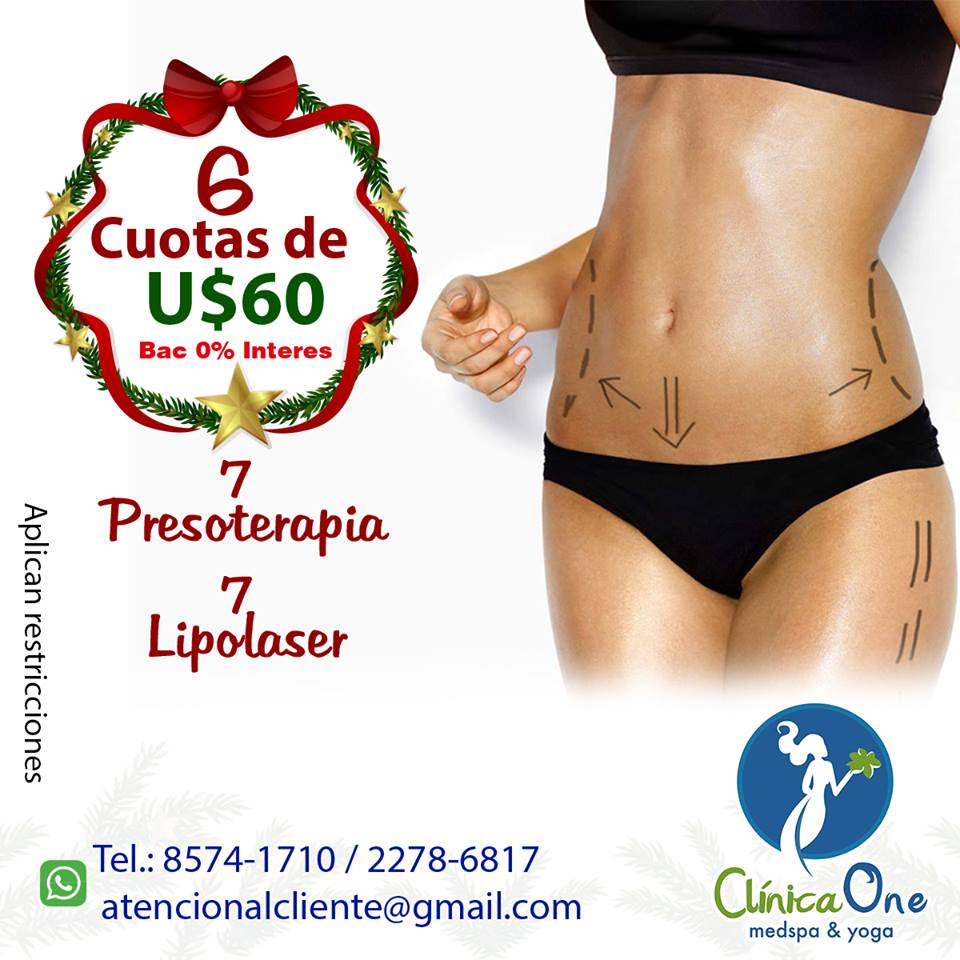 6
Cuotas de
U$60
Bac 0% Interes
7
Presoterapia
7
Lipolaser
Aplican restricciones
Tel.: 8574-1710 / 2278-6817
atencionalcliente@gmail.com
Clínica One
medspa & yoga